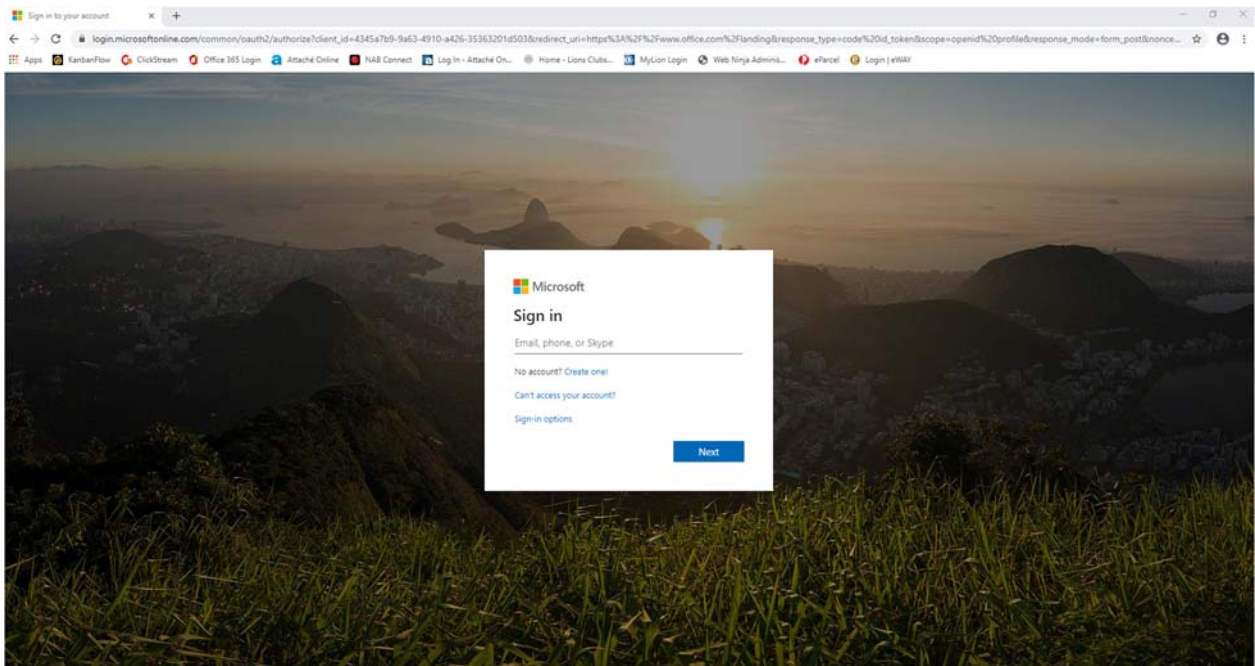 Sign in to your account
login.microsoftonline.com/common/oauth2/authorize?client_id=4345a7b9-9a63-4910-a426-35363201d503&redirect_uri=https%3A%2F%2Fwww.office.com%2Flanding&response_type=code%20id_token&scope=openid%20profile&response_mode=form_post&nonce...
Apps KanbanFlow ClickStream Office 365 Login Attaché Online NAB Connect Log In - Attaché On... Home - Lions Clubs... MyLion Login Web Ninja Adminis... eParcel Login | eWAY
Microsoft
Sign in
Email, phone, or Skype
No account? Create one!
Can't access your account?
Sign-in options
Next